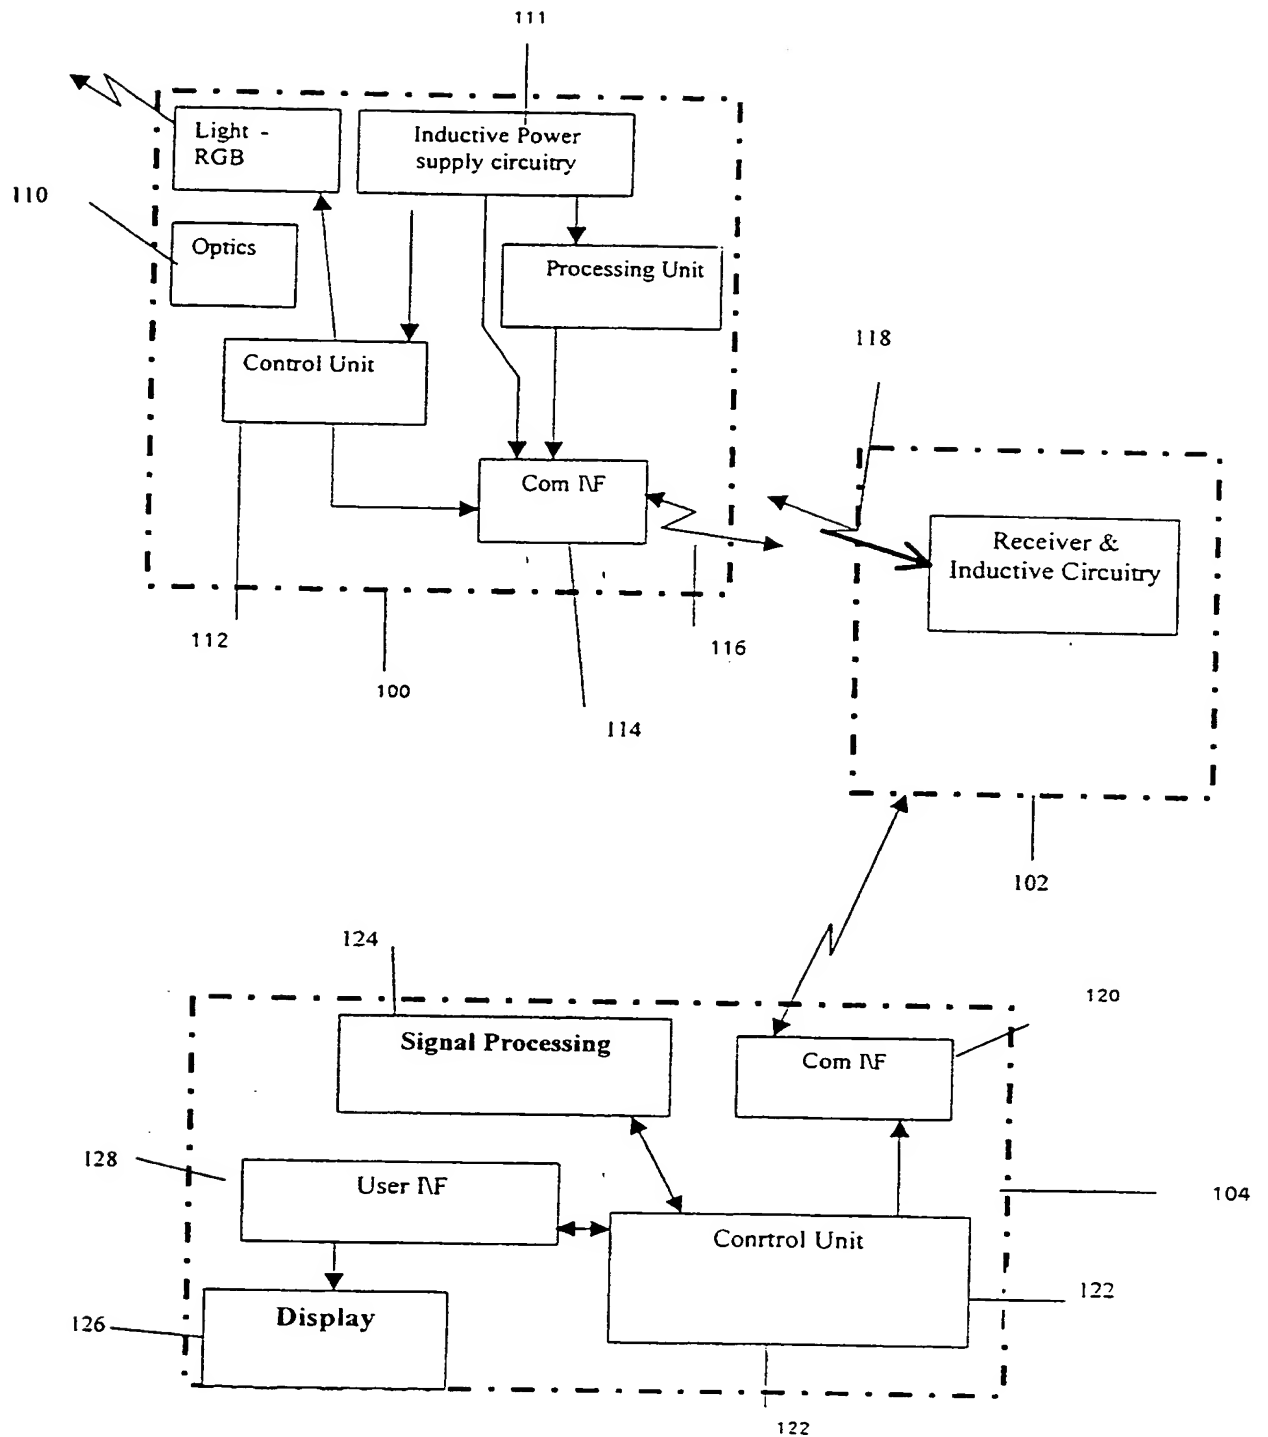 111
Light -
RGB
Inductive Power
supply circuitry
110
Optics
Processing Unit
118
Control Unit
Com I\F
Receiver &
Inductive Circuitry
112
116
100
114
102
124
120
Signal Processing
Com I\F
128
User I\F
104
Conrtrol Unit
122
Display
126
122